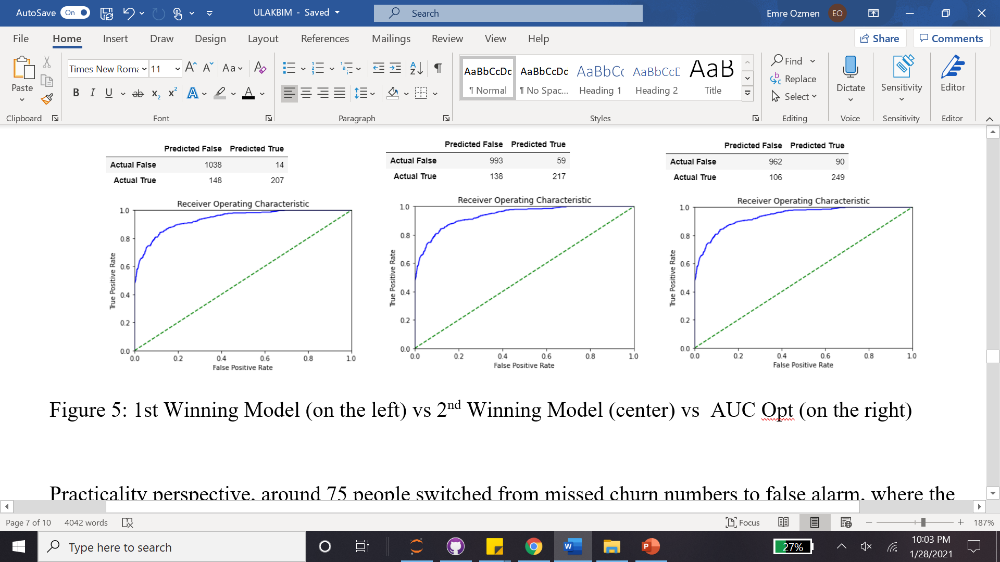 AutoSave On ULAKBIM - Saved Search Emre Ozmen EO
File Home Insert Draw Design Layout References Mailings Review View Help Share Comments
Paste Times New Roma 11 Aa AaBbCcDc AaBbCcDc AaBbCc AaBbCcE AaB Find Replace Select Dictate Sensitivity Editor
¶ Normal ¶ No Spac... Heading 1 Heading 2 Title
Clipboard Font Paragraph Styles Editing Voice Sensitivity Editor
Predicted False Predicted True
Actual False 1038 14
Actual True 148 207
Predicted False Predicted True
Actual False 993 59
Actual True 138 217
Predicted False Predicted True
Actual False 962 90
Actual True 106 249
Receiver Operating Characteristic
True Positive Rate
1.0
0.8
0.6
0.4
0.2
0.0
0.0 0.2 0.4 0.6 0.8 1.0
False Positive Rate
Receiver Operating Characteristic
True Positive Rate
1.0
0.8
0.6
0.4
0.2
0.0
0.0 0.2 0.4 0.6 0.8 1.0
False Positive Rate
Receiver Operating Characteristic
True Positive Rate
1.0
0.8
0.6
0.4
0.2
0.0
0.0 0.2 0.4 0.6 0.8 1.0
False Positive Rate
Figure 5: 1st Winning Model (on the left) vs 2nd Winning Model (center) vs AUC Opt (on the right)
Practicality perspective, around 75 people switched from missed churn numbers to false alarm, where the
Page 7 of 10 4042 words Focus 187%
Type here to search 27% 10:03 PM
1/28/2021